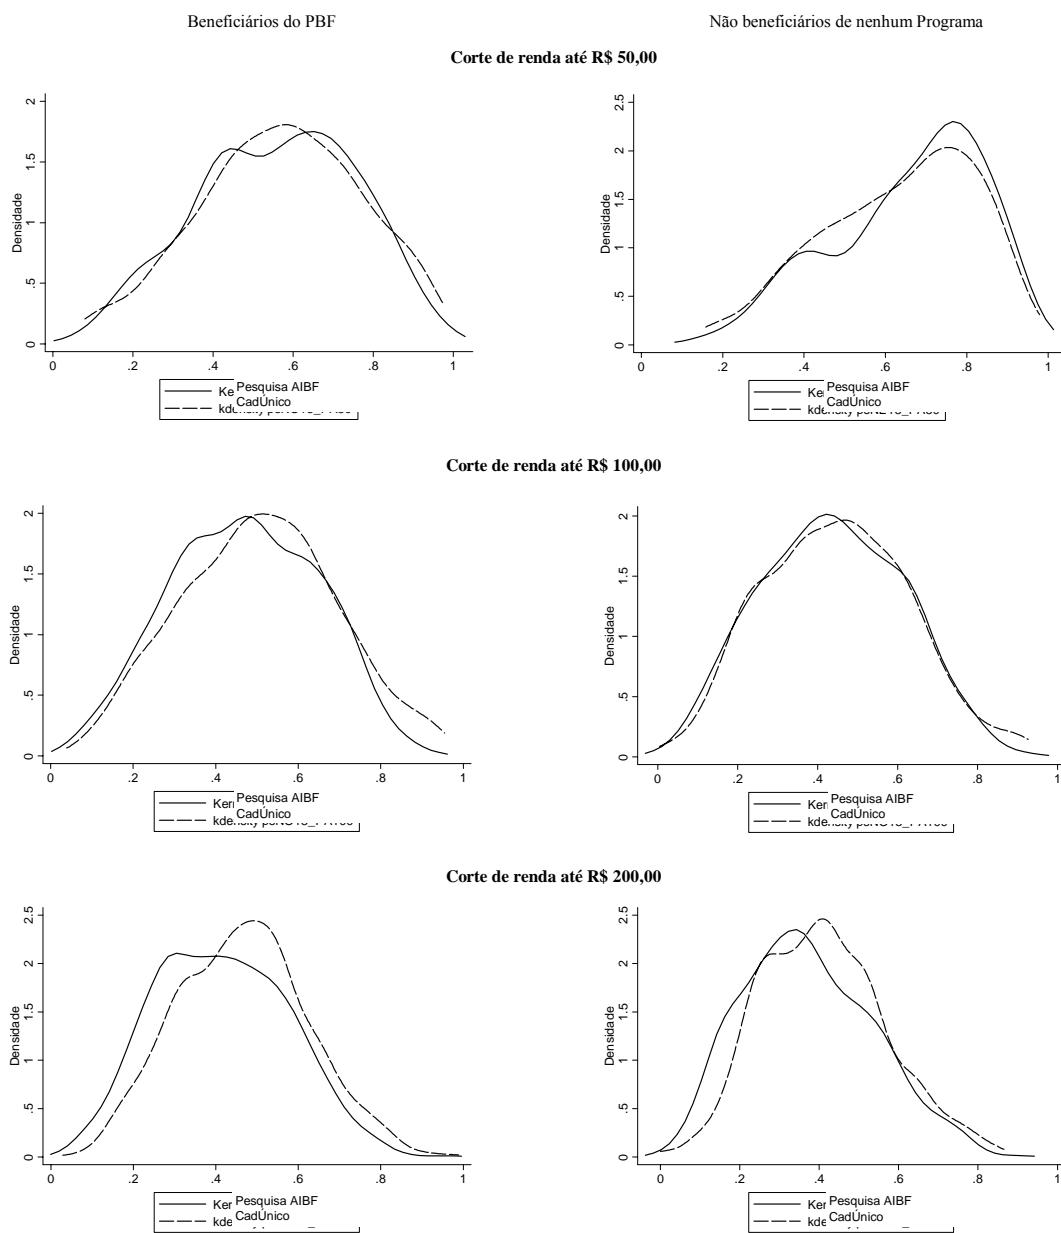 Beneficiários do PBF
Não beneficiários de nenhum Programa
Corte de renda até R$ 50,00
Densidade
0 .5 1 1.5 2
0 .2 .4 .6 .8 1
Pesquisa AIBF
CadÚnico
Densidade
0 .5 1 1.5 2 2.5
0 .2 .4 .6 .8 1
Pesquisa AIBF
CadÚnico
Corte de renda até R$ 100,00
Densidade
0 .5 1 1.5 2
0 .2 .4 .6 .8 1
Pesquisa AIBF
CadÚnico
Densidade
0 .5 1 1.5 2
0 .2 .4 .6 .8 1
Pesquisa AIBF
CadÚnico
Corte de renda até R$ 200,00
Densidade
0 .5 1 1.5 2 2.5
0 .2 .4 .6 .8 1
Pesquisa AIBF
CadÚnico
Densidade
0 .5 1 1.5 2 2.5
0 .2 .4 .6 .8 1
Pesquisa AIBF
CadÚnico